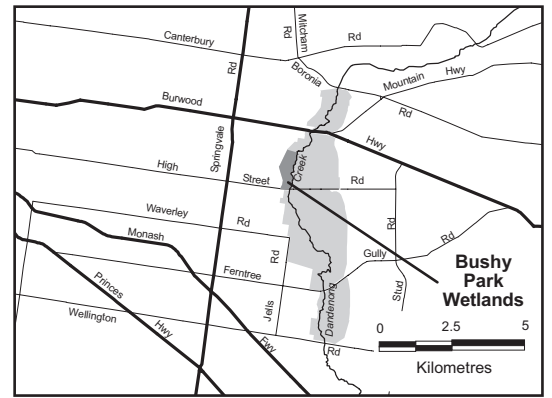 Canterbury
Rd
Mitcham
Rd
Rd
Boronia
Mountain
Hwy
Rd
Burwood
Hwy
Springvale
High
Street
Creek
Rd
Waverley
Rd
Monash
Rd
Rd
Gully
Rd
Ferntree
Stud
Bushy
Park
Wetlands
Princes
Hwy
Jells
Dandenong
Wellington
Fwy
Rd
0 2.5 5
Kilometres